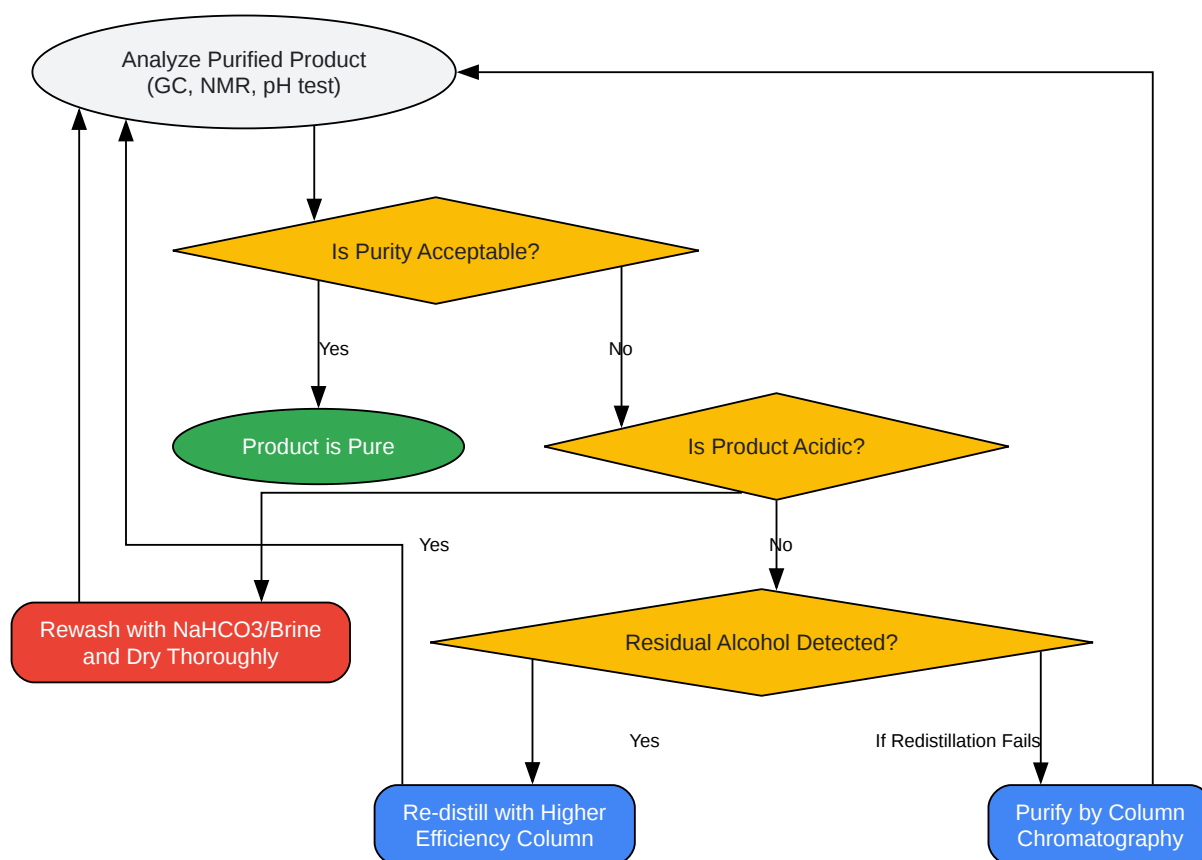 Analyze Purified Product
(GC, NMR, pH test)
Is Purity Acceptable?
Yes
No
Product is Pure
Is Product Acidic?
Yes
No
Rewash with NaHCO3/Brine
and Dry Thoroughly
Residual Alcohol Detected?
Yes
If Redistillation Fails
Re-distill with Higher
Efficiency Column
Purify by Column
Chromatography